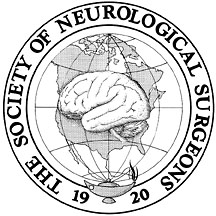 THE SOCIETY OF NEUROLOGICAL SURGEONS
19 20